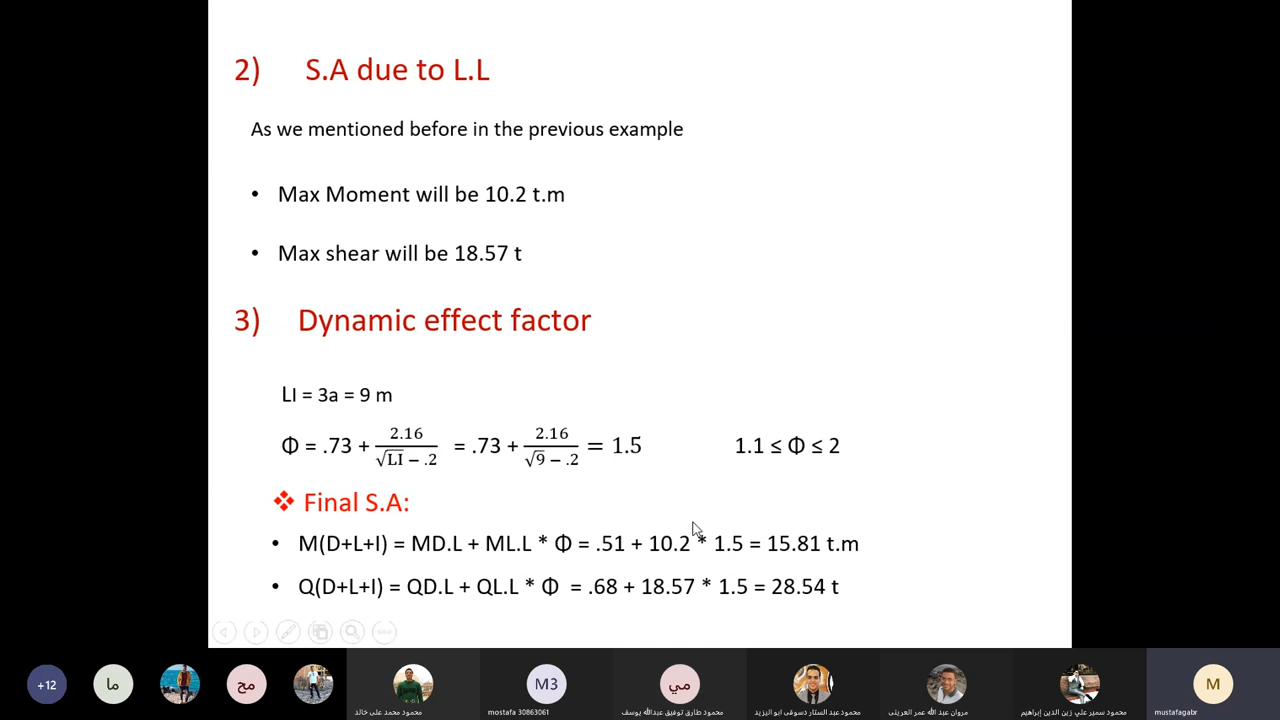 2) S.A due to L.L
As we mentioned before in the previous example
• Max Moment will be 10.2 t.m
• Max shear will be 18.57 t
3) Dynamic effect factor
LI = 3a = 9 m
Φ = .73 + 2.16/(√LI − .2) = .73 + 2.16/(√9 − .2) = 1.5 1.1 ≤ Φ ≤ 2
❖ Final S.A:
• M(D+L+I) = MD.L + ML.L * Φ = .51 + 10.2 * 1.5 = 15.81 t.m
• Q(D+L+I) = QD.L + QL.L * Φ = .68 + 18.57 * 1.5 = 28.54 t
+12
ما
مح
M3
مي
M
محمود محمد على خالد
mostafa 30863061
محمود طارق توفيق عبدالله يوسف
محمود عبد الستار دسوقى ابو اليزيد
مروان عبد الله عمر العرينى
محمود سمير علي زين الدين إبراهيم
mustafagabr